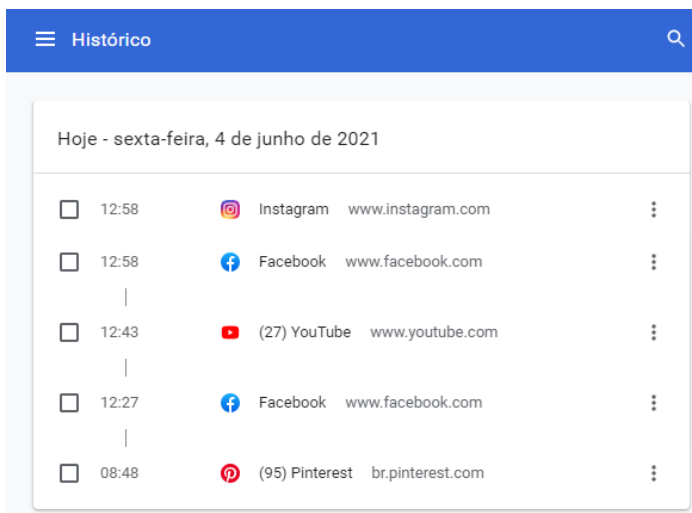 Histórico
Hoje - sexta-feira, 4 de junho de 2021
12:58 Instagram www.instagram.com
12:58 Facebook www.facebook.com
12:43 (27) YouTube www.youtube.com
12:27 Facebook www.facebook.com
08:48 (95) Pinterest br.pinterest.com